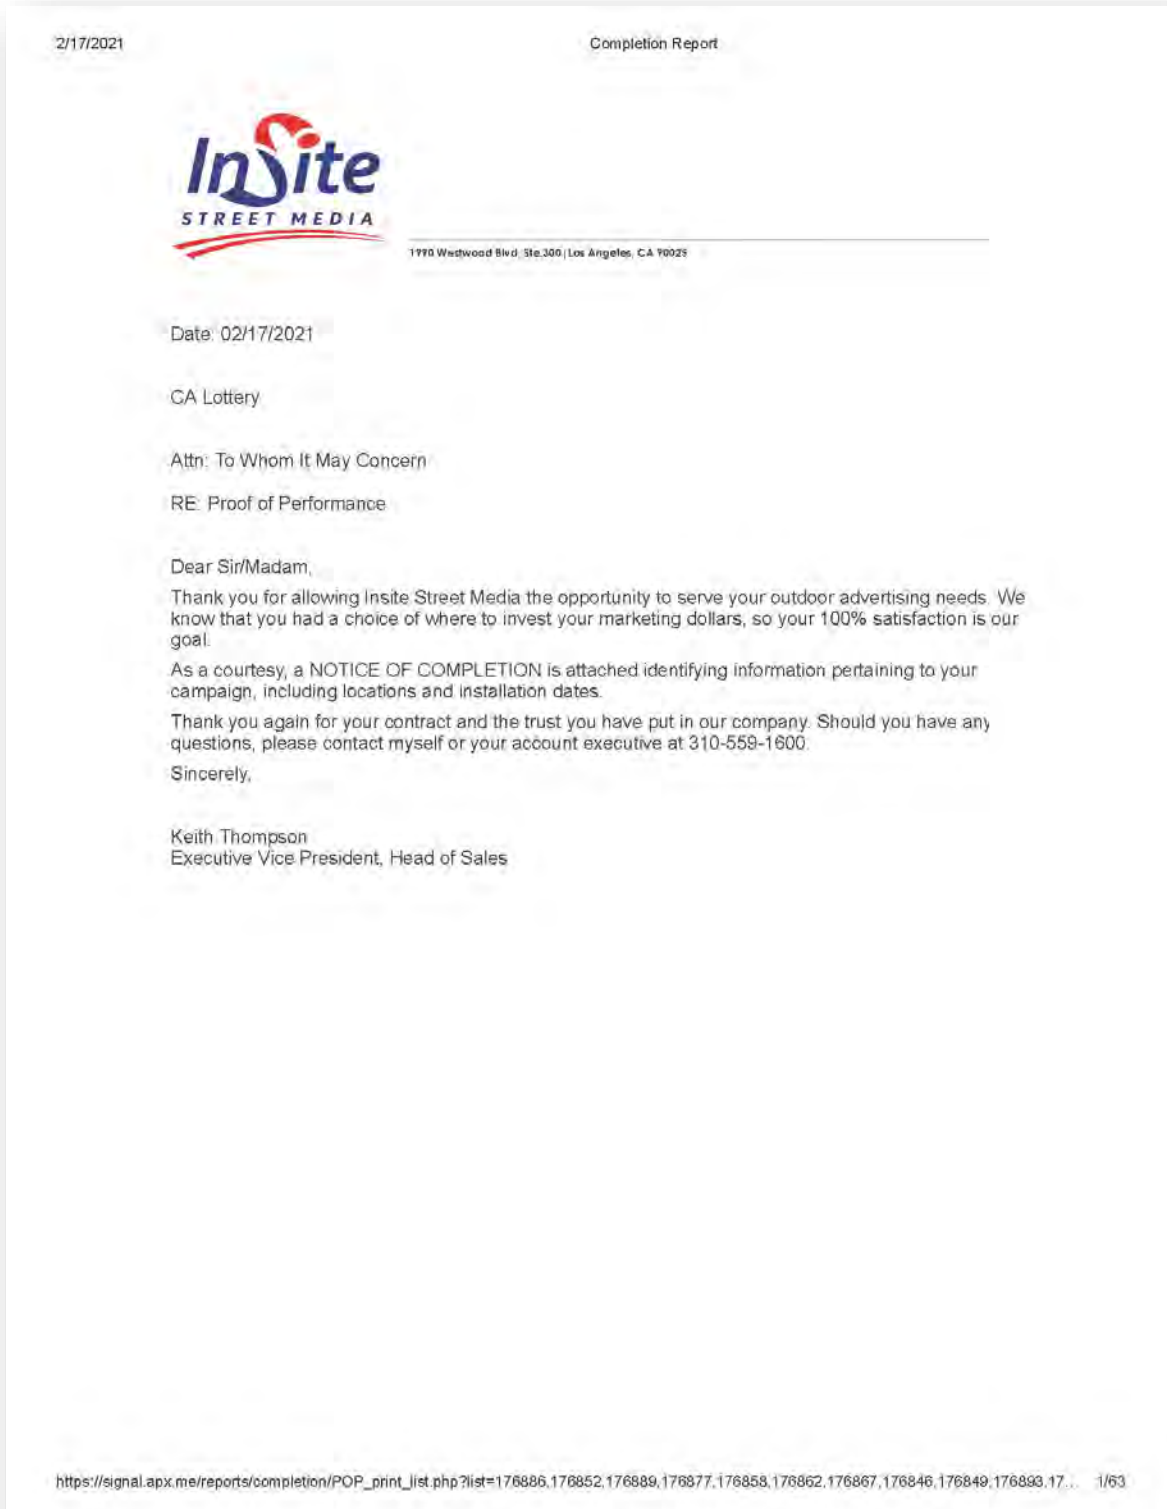 2/17/2021 Completion Report
InSite
STREET MEDIA
1990 Westwood Blvd, Ste.300 | Los Angeles, CA 90025
Date: 02/17/2021
CA Lottery
Attn: To Whom It May Concern
RE: Proof of Performance
Dear Sir/Madam,
Thank you for allowing Insite Street Media the opportunity to serve your outdoor advertising needs. We
know that you had a choice of where to invest your marketing dollars, so your 100% satisfaction is our
goal.
As a courtesy, a NOTICE OF COMPLETION is attached identifying information pertaining to your
campaign, including locations and installation dates.
Thank you again for your contract and the trust you have put in our company. Should you have any
questions, please contact myself or your account executive at 310-559-1600.
Sincerely,
Keith Thompson
Executive Vice President, Head of Sales
https://signal.apx.me/reports/completion/POP_print_list.php?list=176886,176852,176889,176877,176858,176862,176867,176846,176849,176893,17… 1/63